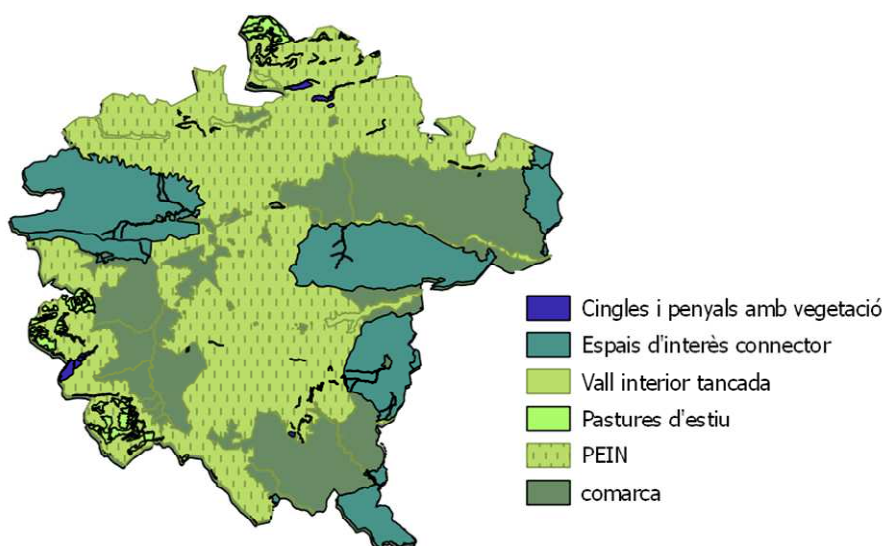 Cingles i penyals amb vegetació
Espais d'interès connector
Vall interior tancada
Pastures d'estiu
PEIN
comarca